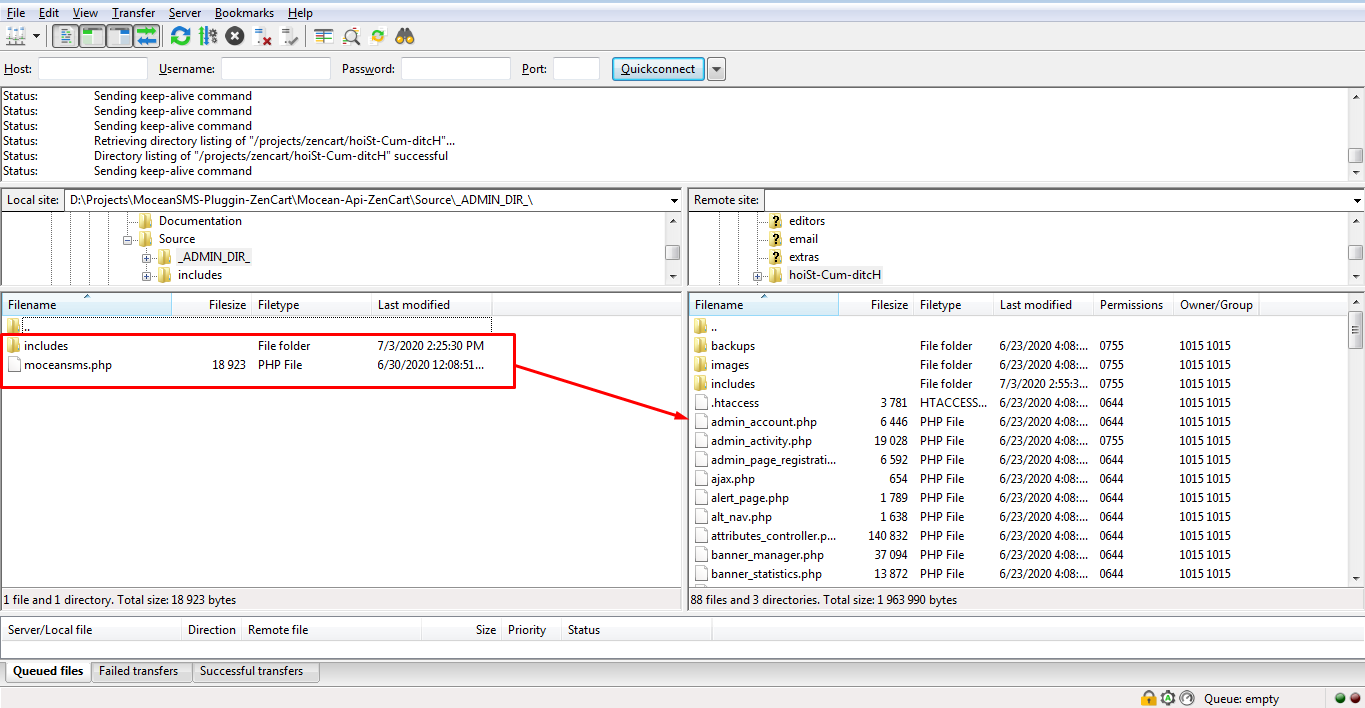 File Edit View Transfer Server Bookmarks Help
Host: Username: Password: Port: Quickconnect
Status: Sending keep-alive command
Status: Sending keep-alive command
Status: Sending keep-alive command
Status: Retrieving directory listing of "/projects/zencart/hoiSt-Cum-ditcH"...
Status: Directory listing of "/projects/zencart/hoiSt-Cum-ditcH" successful
Status: Sending keep-alive command
Local site: D:\Projects\MoceanSMS-Pluggin-ZenCart\Mocean-Api-ZenCart\Source\_ADMIN_DIR_\
Documentation
Source
_ADMIN_DIR_
includes
Filename Filesize Filetype Last modified
..
includes File folder 7/3/2020 2:25:30 PM
moceansms.php 18 923 PHP File 6/30/2020 12:08:51...
1 file and 1 directory. Total size: 18 923 bytes
Remote site:
? editors
? email
? extras
hoiSt-Cum-ditcH
Filename Filesize Filetype Last modified Permissions Owner/Group
..
backups File folder 6/23/2020 4:08:... 0755 1015 1015
images File folder 6/23/2020 4:08:... 0755 1015 1015
includes File folder 7/3/2020 2:55:3... 0755 1015 1015
.htaccess 3 781 HTACCESS... 6/23/2020 4:08:... 0644 1015 1015
admin_account.php 6 446 PHP File 6/23/2020 4:08:... 0644 1015 1015
admin_activity.php 19 028 PHP File 6/23/2020 4:08:... 0755 1015 1015
admin_page_registrati... 6 592 PHP File 6/23/2020 4:08:... 0644 1015 1015
ajax.php 654 PHP File 6/23/2020 4:08:... 0644 1015 1015
alert_page.php 1 789 PHP File 6/23/2020 4:08:... 0644 1015 1015
alt_nav.php 1 638 PHP File 6/23/2020 4:08:... 0644 1015 1015
attributes_controller.p... 140 832 PHP File 6/23/2020 4:08:... 0644 1015 1015
banner_manager.php 37 094 PHP File 6/23/2020 4:08:... 0644 1015 1015
banner_statistics.php 13 872 PHP File 6/23/2020 4:08:... 0644 1015 1015
88 files and 3 directories. Total size: 1 963 990 bytes
Server/Local file Direction Remote file Size Priority Status
Queued files Failed transfers Successful transfers
Queue: empty